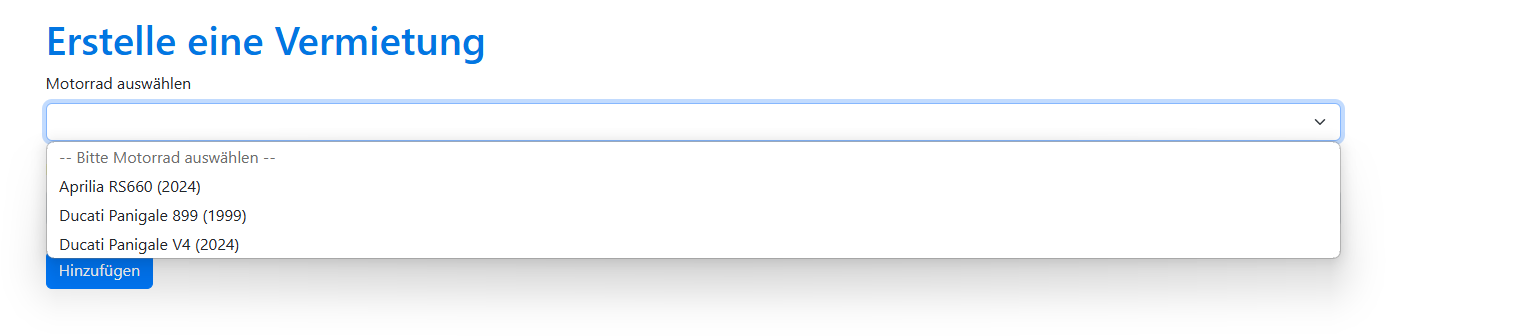 Erstelle eine Vermietung
Motorrad auswählen
-- Bitte Motorrad auswählen --
Aprilia RS660 (2024)
Ducati Panigale 899 (1999)
Ducati Panigale V4 (2024)
Hinzufügen